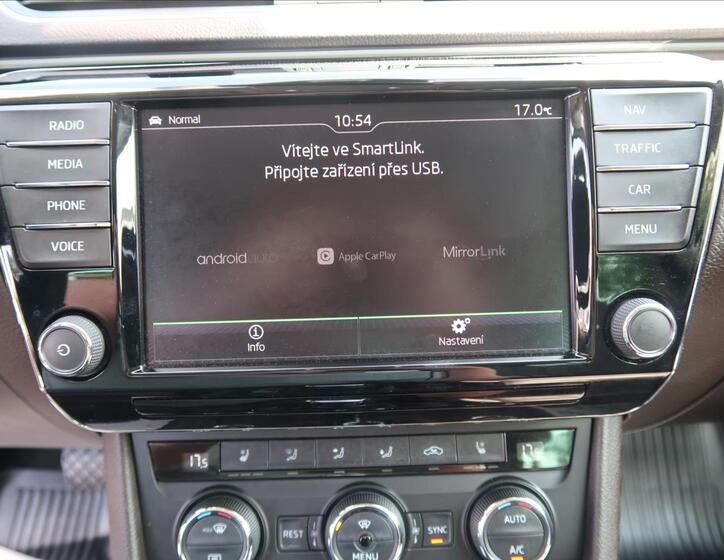 RADIO
MEDIA
PHONE
VOICE
Normal
10:54
17.0°C
Vítejte ve SmartLink.
Připojte zařízení přes USB.
androidauto
Apple CarPlay
MirrorLink
Info
Nastavení
NAV
TRAFFIC
CAR
MENU
17.5
REST
MENU
SYNC
AUTO
A/C